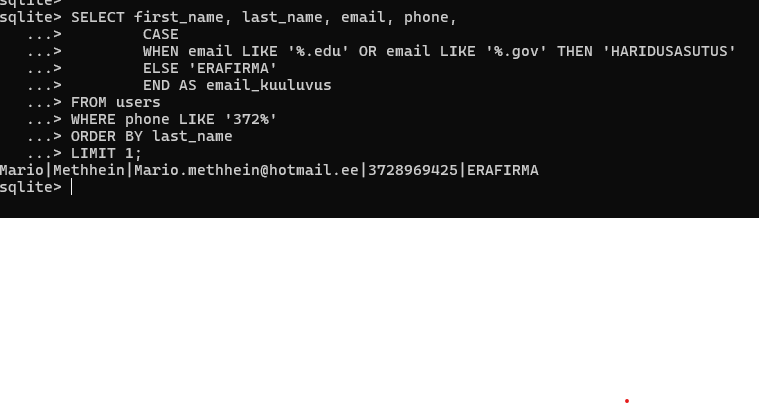 sqlite>
sqlite> SELECT first_name, last_name, email, phone,
   ...>         CASE
   ...>         WHEN email LIKE '%.edu' OR email LIKE '%.gov' THEN 'HARIDUSASUTUS'
   ...>         ELSE 'ERAFIRMA'
   ...>         END AS email_kuuluvus
   ...> FROM users
   ...> WHERE phone LIKE '372%'
   ...> ORDER BY last_name
   ...> LIMIT 1;
Mario|Methhein|Mario.methhein@hotmail.ee|3728969425|ERAFIRMA
sqlite>